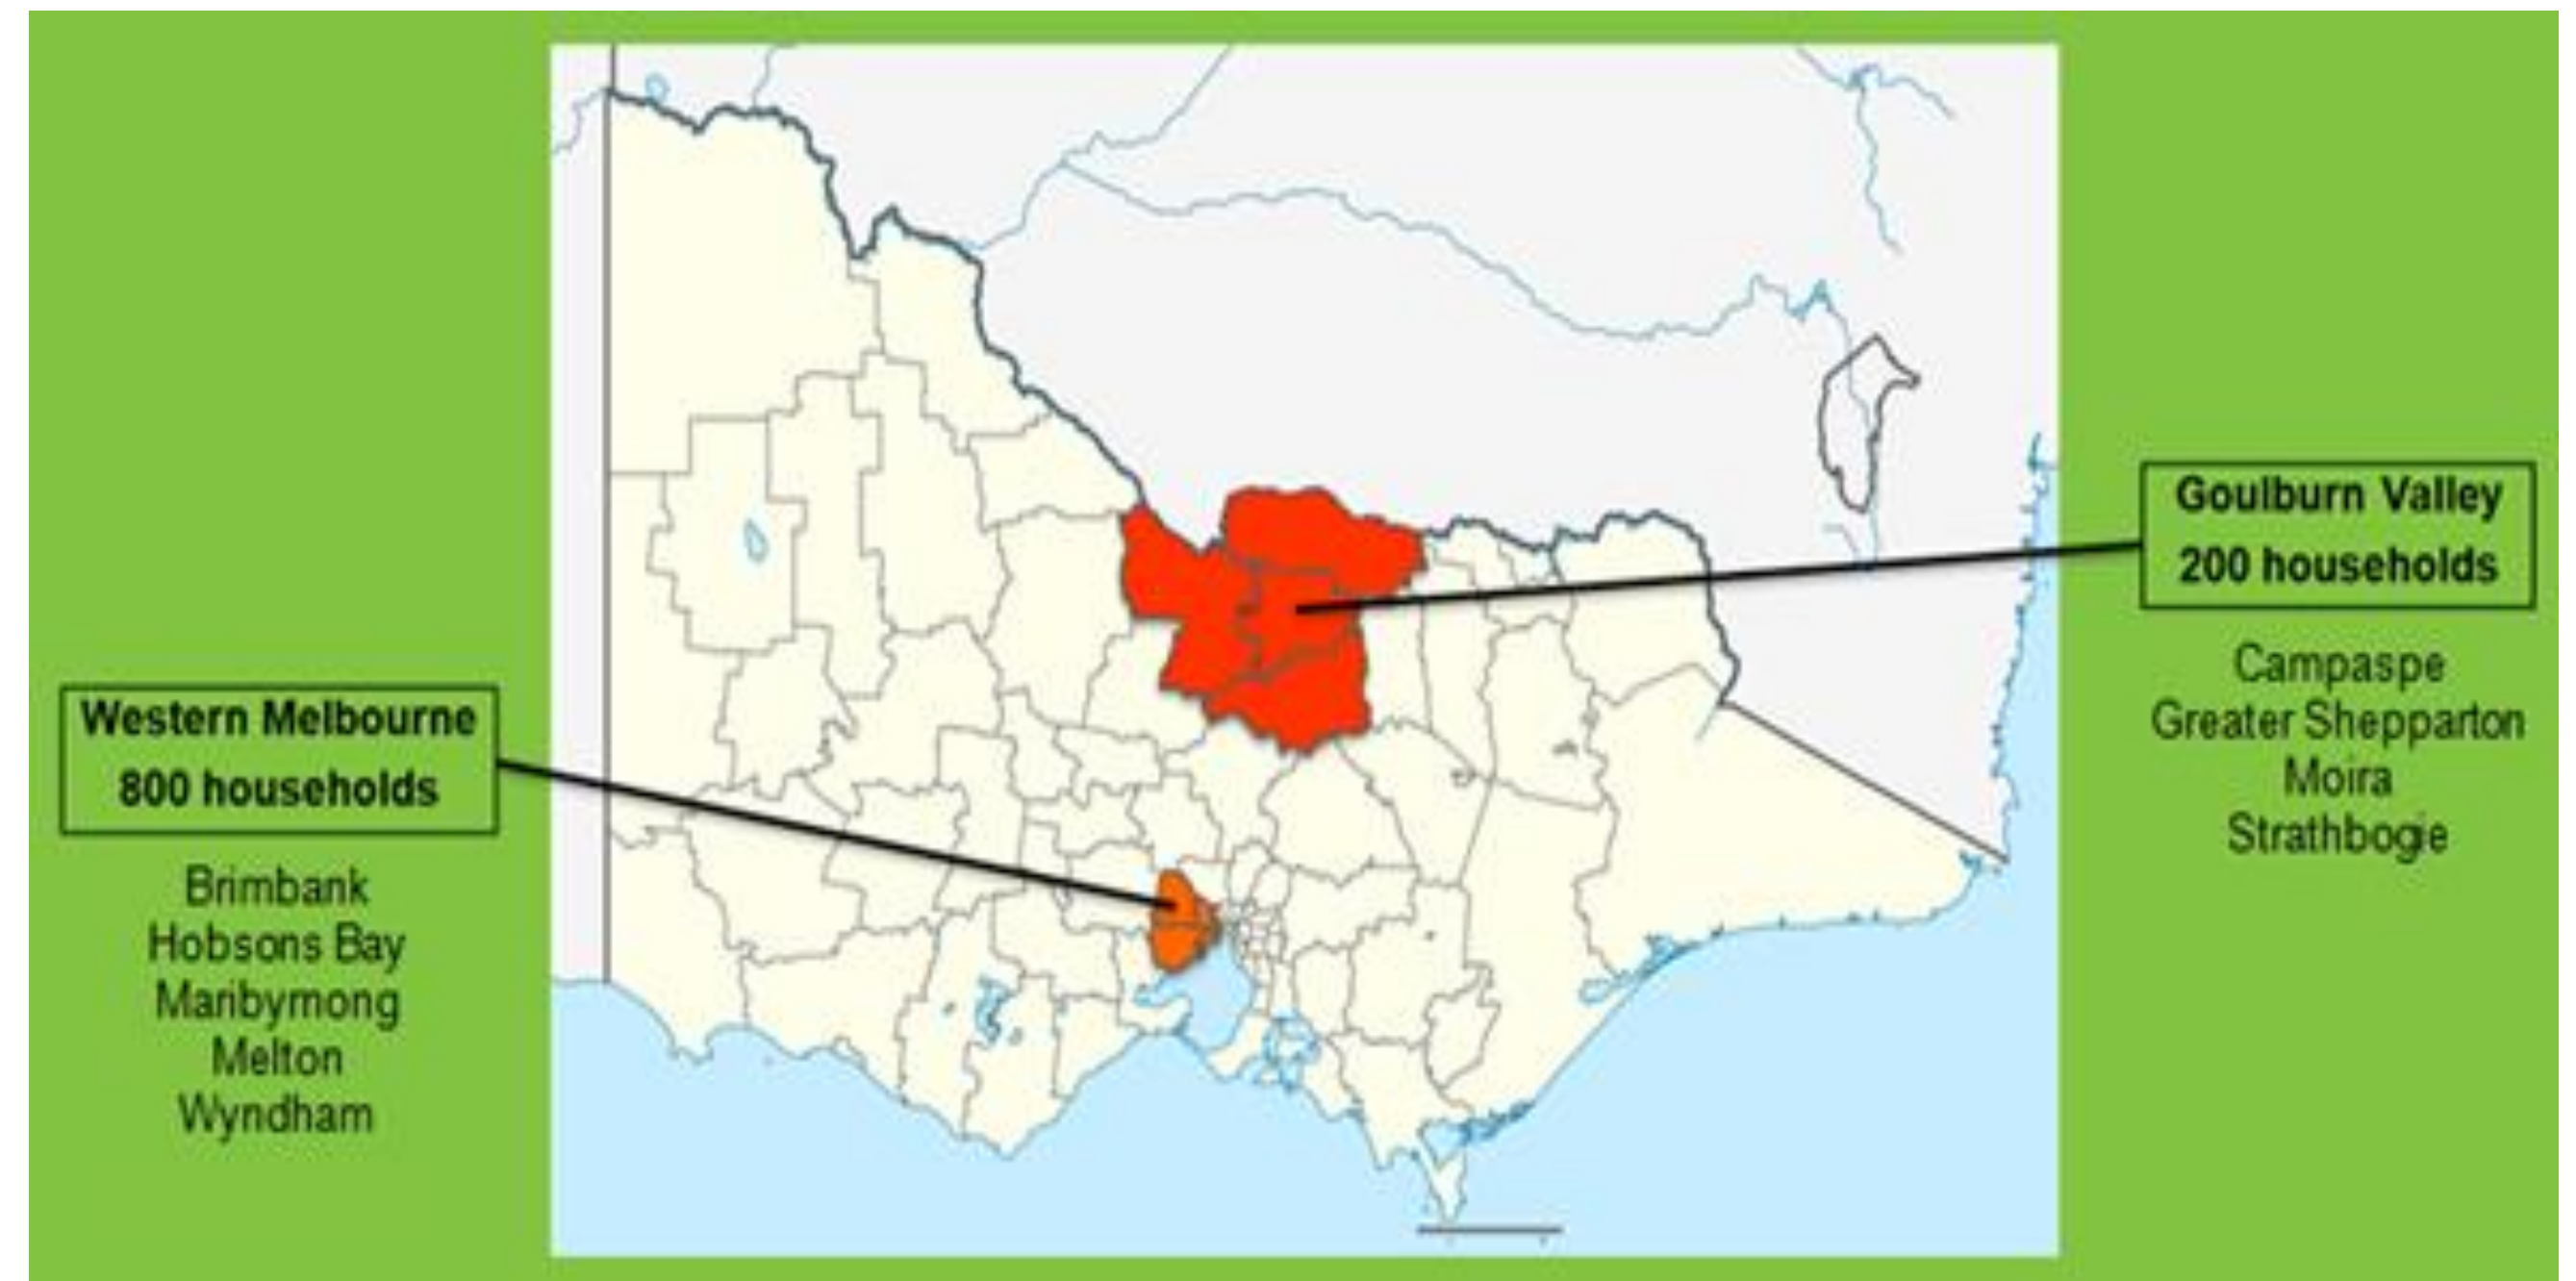 Western Melbourne
800 households
Brimbank
Hobsons Bay
Maribyrnong
Melton
Wyndham
Goulburn Valley
200 households
Campaspe
Greater Shepparton
Moira
Strathbogie